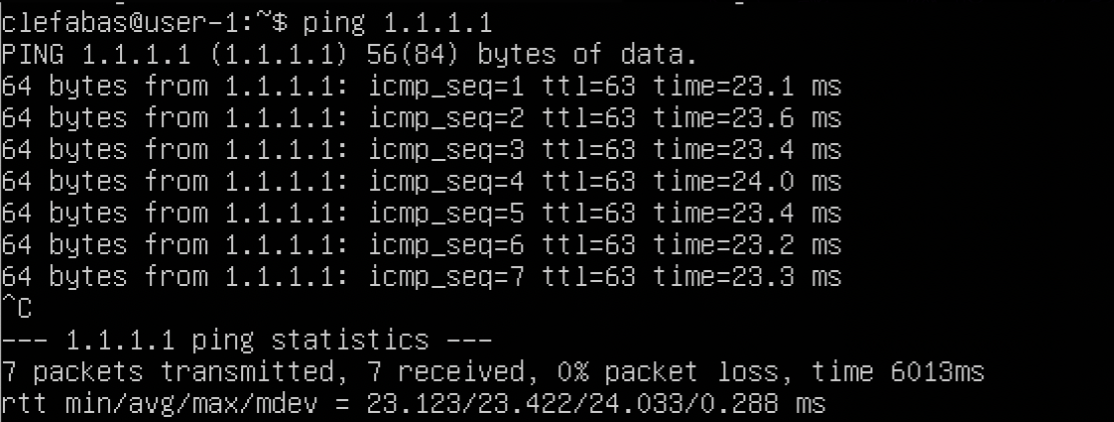 clefabas@user-1:~$ ping 1.1.1.1
PING 1.1.1.1 (1.1.1.1) 56(84) bytes of data.
64 bytes from 1.1.1.1: icmp_seq=1 ttl=63 time=23.1 ms
64 bytes from 1.1.1.1: icmp_seq=2 ttl=63 time=23.6 ms
64 bytes from 1.1.1.1: icmp_seq=3 ttl=63 time=23.4 ms
64 bytes from 1.1.1.1: icmp_seq=4 ttl=63 time=24.0 ms
64 bytes from 1.1.1.1: icmp_seq=5 ttl=63 time=23.4 ms
64 bytes from 1.1.1.1: icmp_seq=6 ttl=63 time=23.2 ms
64 bytes from 1.1.1.1: icmp_seq=7 ttl=63 time=23.3 ms
^C
--- 1.1.1.1 ping statistics ---
7 packets transmitted, 7 received, 0% packet loss, time 6013ms
rtt min/avg/max/mdev = 23.123/23.422/24.033/0.288 ms